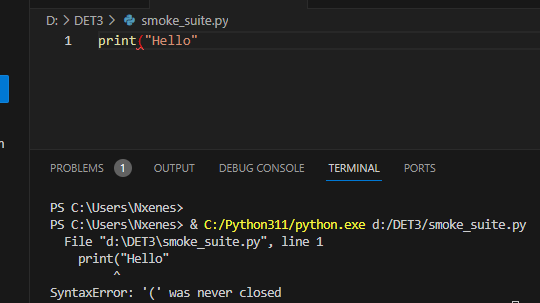 D: > DET3 > smoke_suite.py
1 print("Hello"
PROBLEMS 1 OUTPUT DEBUG CONSOLE TERMINAL PORTS
PS C:\Users\Nxenes>
PS C:\Users\Nxenes> & C:/Python311/python.exe d:/DET3/smoke_suite.py
  File "d:\DET3\smoke_suite.py", line 1
    print("Hello"
         ^
SyntaxError: '(' was never closed